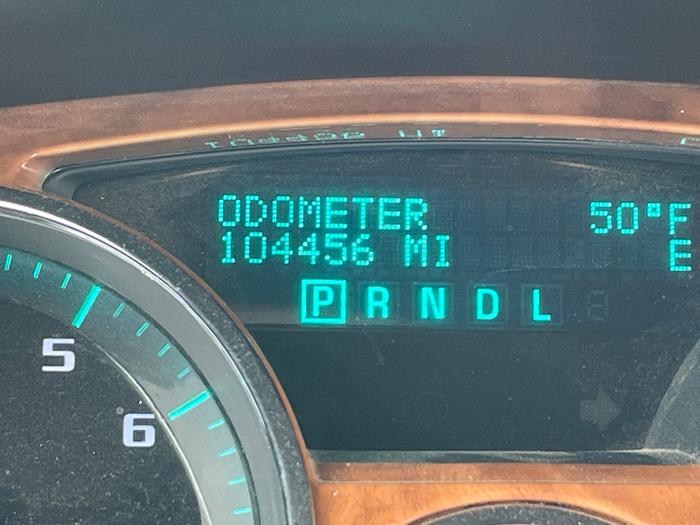 ODOMETER 50°F
104456 MI E
P R N D L
5
6